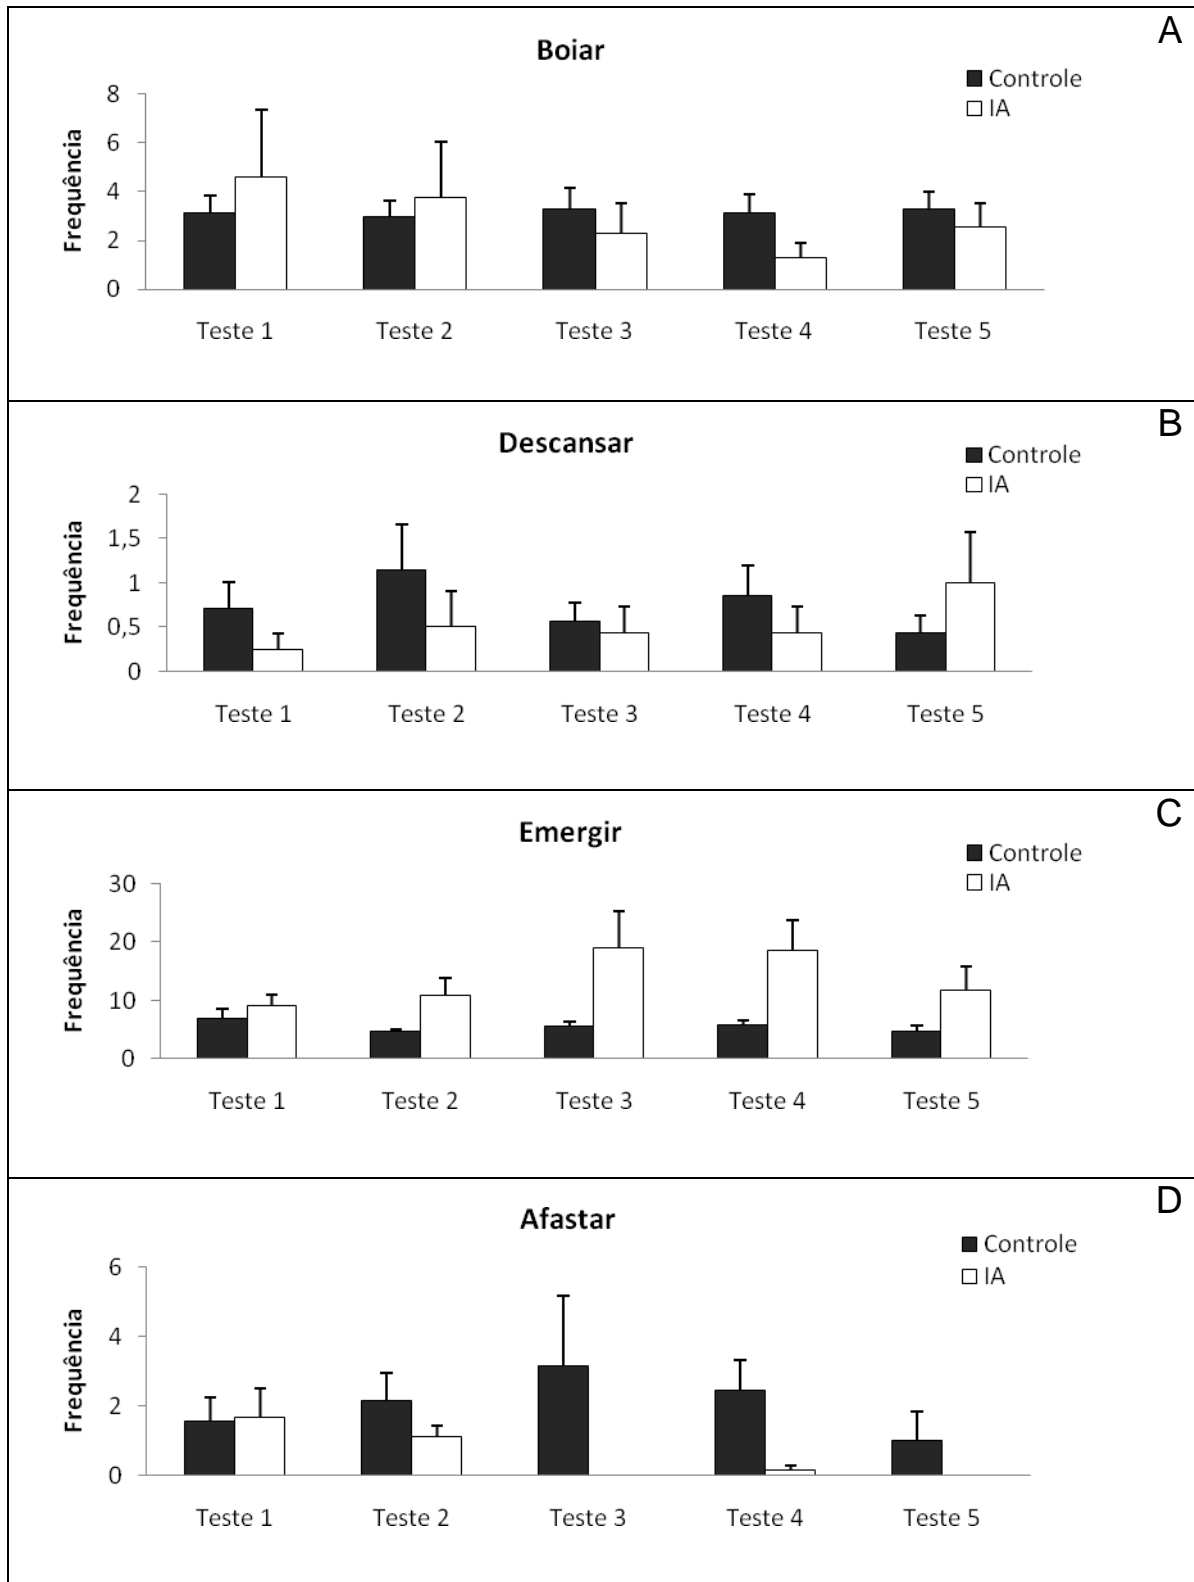 A
Boiar
Controle
IA
Frequência
8
6
4
2
0
Teste 1 Teste 2 Teste 3 Teste 4 Teste 5
B
Descansar
Controle
IA
Frequência
2
1,5
1
0,5
0
Teste 1 Teste 2 Teste 3 Teste 4 Teste 5
C
Emergir
Controle
IA
Frequência
30
20
10
0
Teste 1 Teste 2 Teste 3 Teste 4 Teste 5
D
Afastar
Controle
IA
Frequência
6
4
2
0
Teste 1 Teste 2 Teste 3 Teste 4 Teste 5